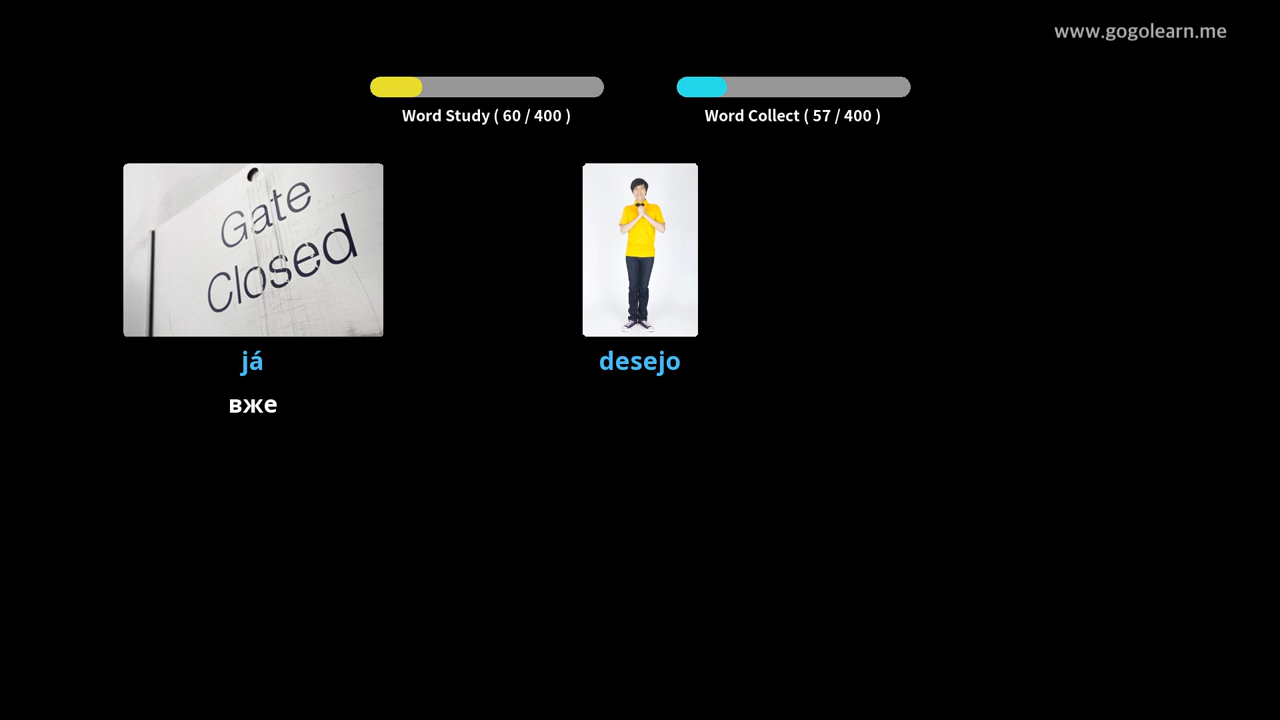 www.gogolearn.me
Word Study ( 60 / 400 )
Word Collect ( 57 / 400 )
Gate
Closed
já
desejo
вже